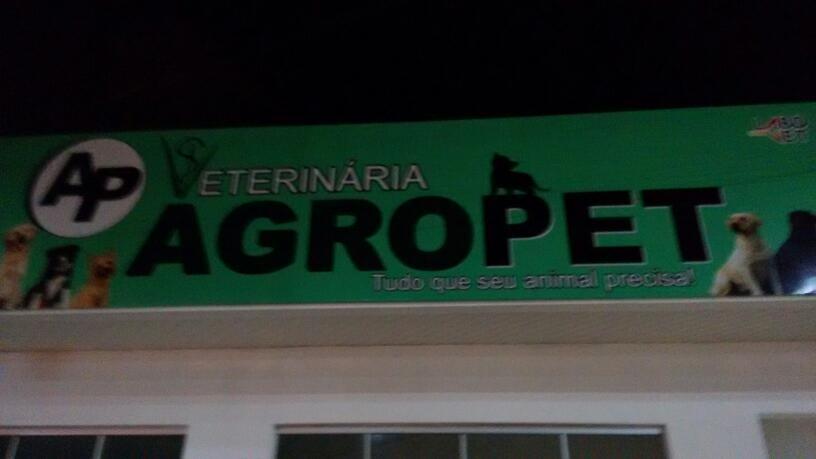 AP
VETERINÁRIA
AGROPET
Tudo que seu animal precisa!